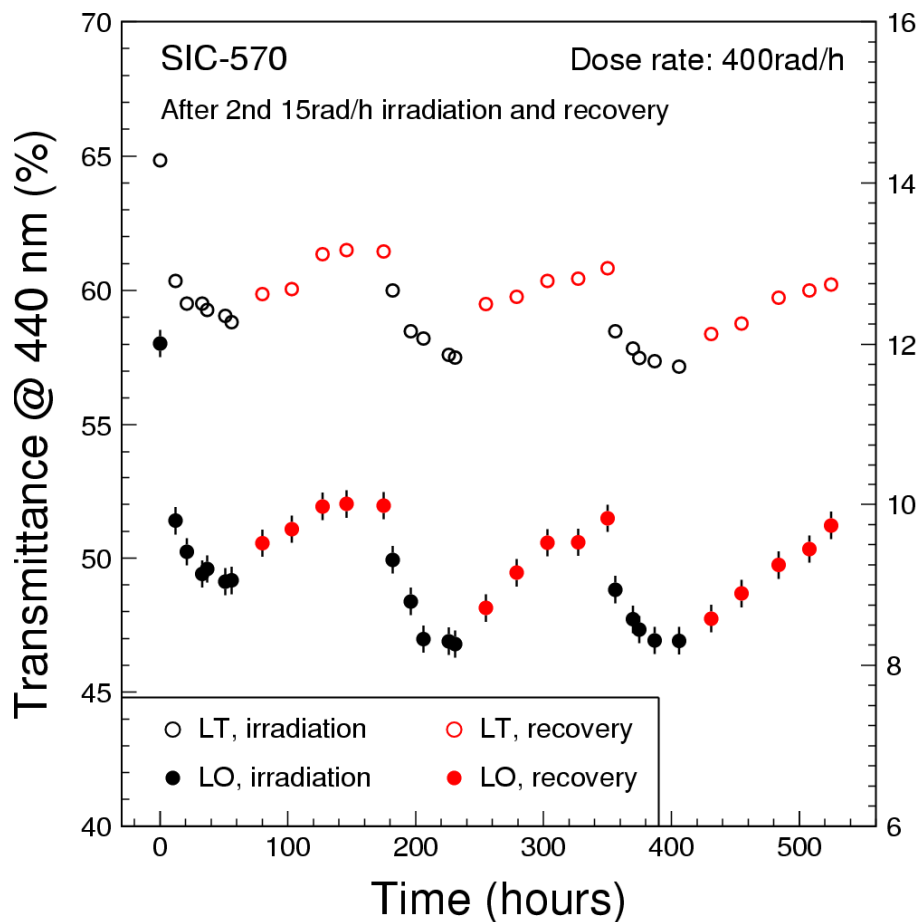 SIC-570
Dose rate: 400rad/h
After 2nd 15rad/h irradiation and recovery
Transmittance @ 440 nm (%)
70
65
60
55
50
45
40
16
14
12
10
8
6
LT, irradiation
LT, recovery
LO, irradiation
LO, recovery
0
100
200
300
400
500
Time (hours)